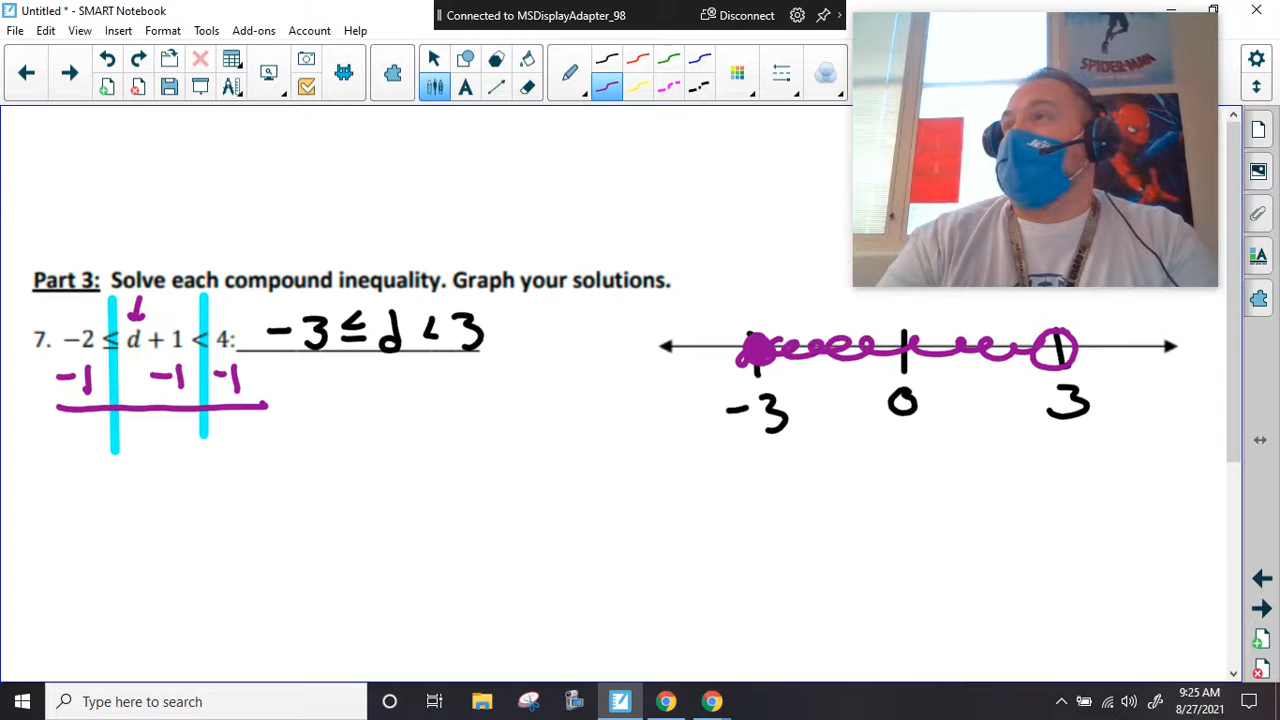 Untitled * - SMART Notebook
Connected to MSDisplayAdapter_98
Disconnect
File Edit View Insert Format Tools Add-ons Account Help
SPIDER-MAN
Part 3: Solve each compound inequality. Graph your solutions.
7. −2 ≤ d + 1 < 4: -3 ≤ d < 3
-1 -1 -1
-3 0 3
Type here to search
9:25 AM
8/27/2021